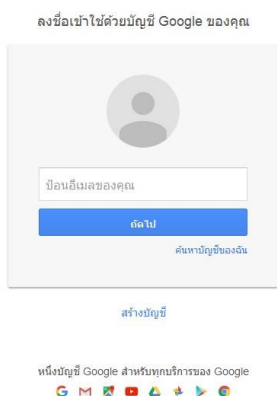 ลงชื่อเข้าใช้ด้วยบัญชี Google ของคุณ
ป้อนอีเมลของคุณ
ถัดไป
ค้นหาบัญชีของฉัน
สร้างบัญชี
หนึ่งบัญชี Google สำหรับทุกบริการของ Google